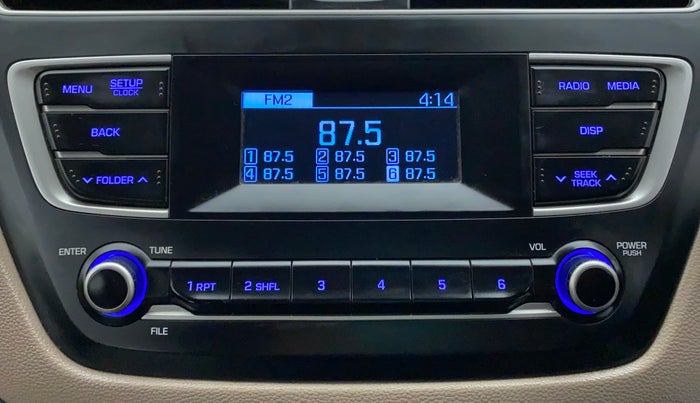 MENU SETUP CLOCK
BACK
FOLDER
FM2 4:14
87.5
1 87.5 2 87.5 3 87.5
4 87.5 5 87.5 6 87.5
RADIO MEDIA
DISP
SEEK TRACK
ENTER TUNE
FILE
1 RPT 2 SHFL 3 4 5 6
VOL POWER PUSH